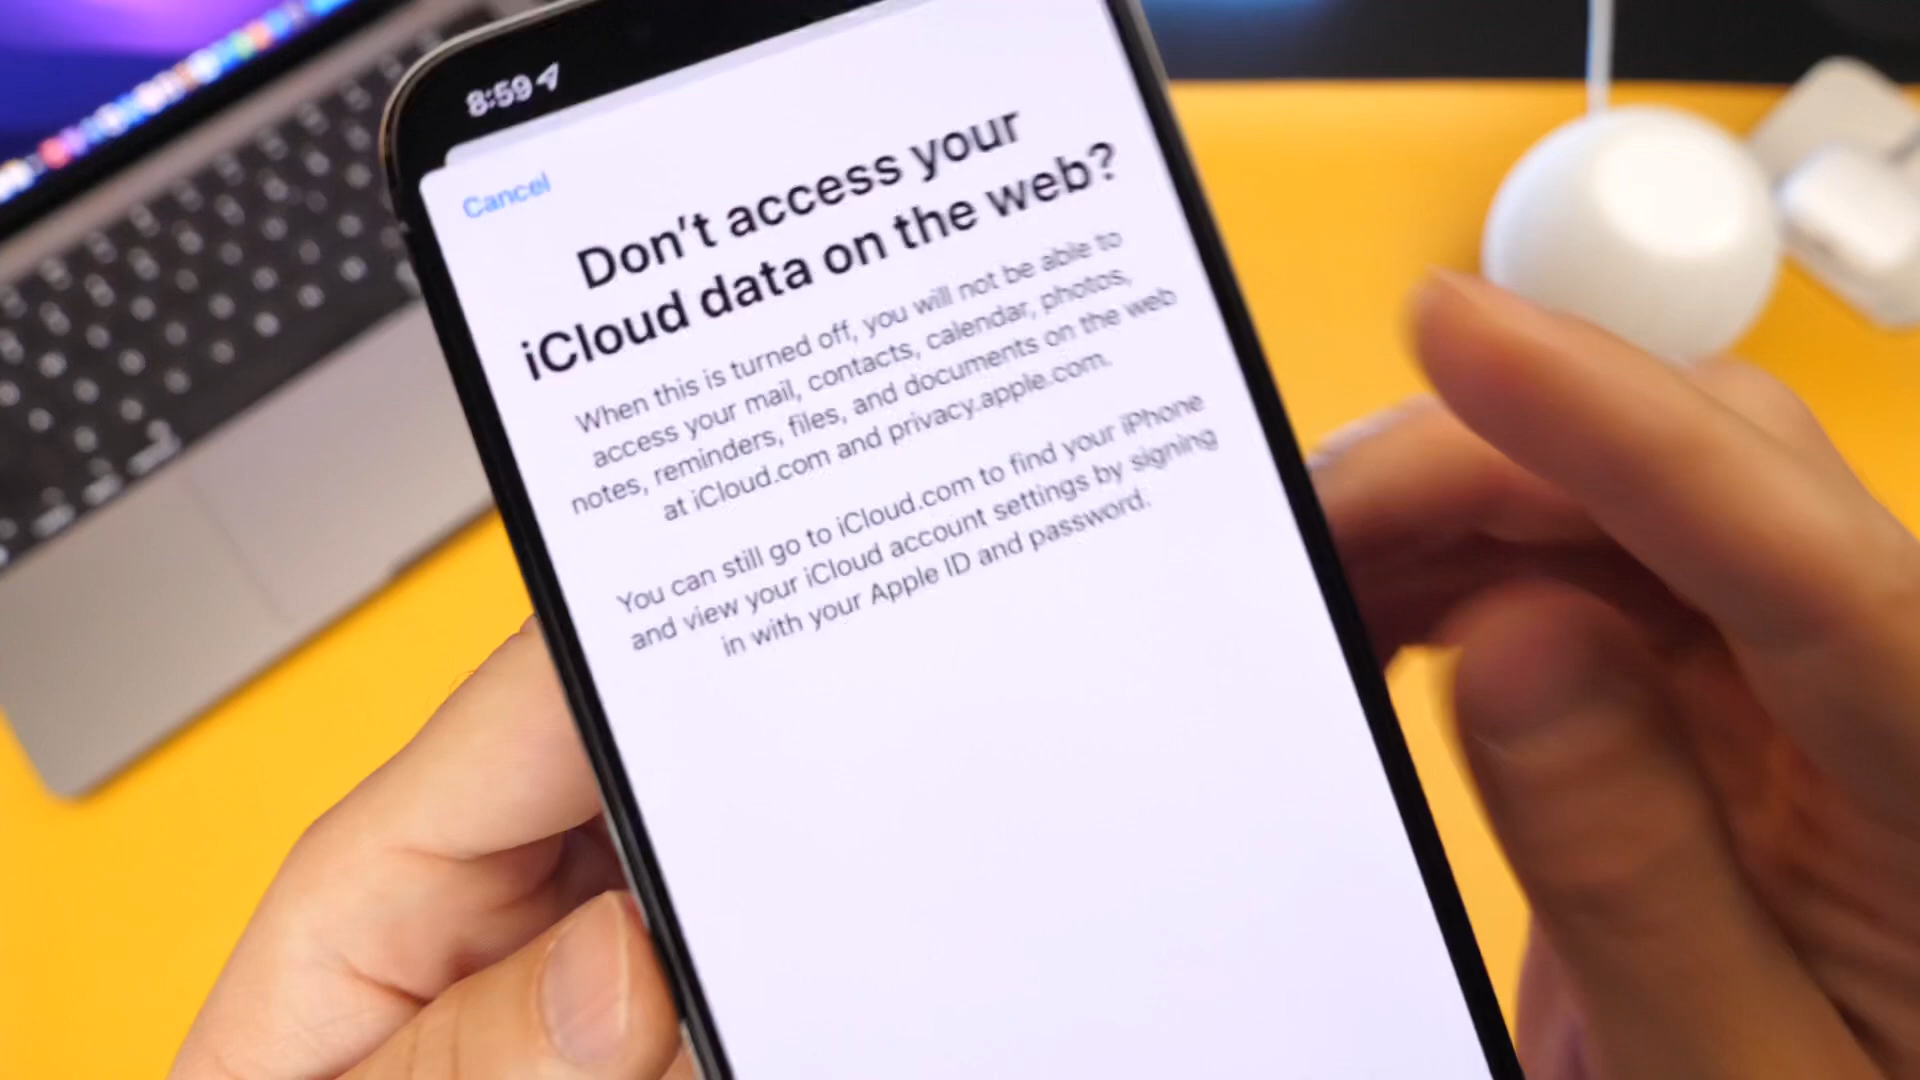 8:59
Cancel
Don't access your
iCloud data on the web?
When this is turned off, you will not be able to
access your mail, contacts, calendar, photos,
notes, reminders, files, and documents on the web
at iCloud.com and privacy.apple.com.
You can still go to iCloud.com to find your iPhone
and view your iCloud account settings by signing
in with your Apple ID and password.